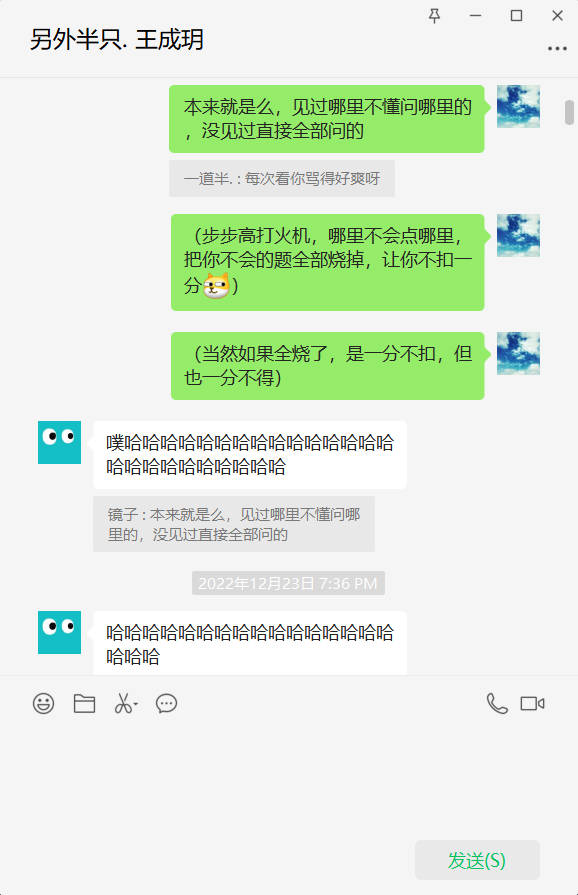 另外半只. 王成玥
本来就是么，见过哪里不懂问哪里的
，没见过直接全部问的
一道半. : 每次看你骂得好爽呀
（步步高打火机，哪里不会点哪里，
把你不会的题全部烧掉，让你不扣一
分）
（当然如果全烧了，是一分不扣，但
也一分不得）
噗哈哈哈哈哈哈哈哈哈哈哈哈哈哈哈
哈哈哈哈哈哈哈哈哈哈
镜子 : 本来就是么，见过哪里不懂问哪
里的，没见过直接全部问的
2022年12月23日 7:36 PM
哈哈哈哈哈哈哈哈哈哈哈哈哈哈哈哈
哈哈哈
发送(S)